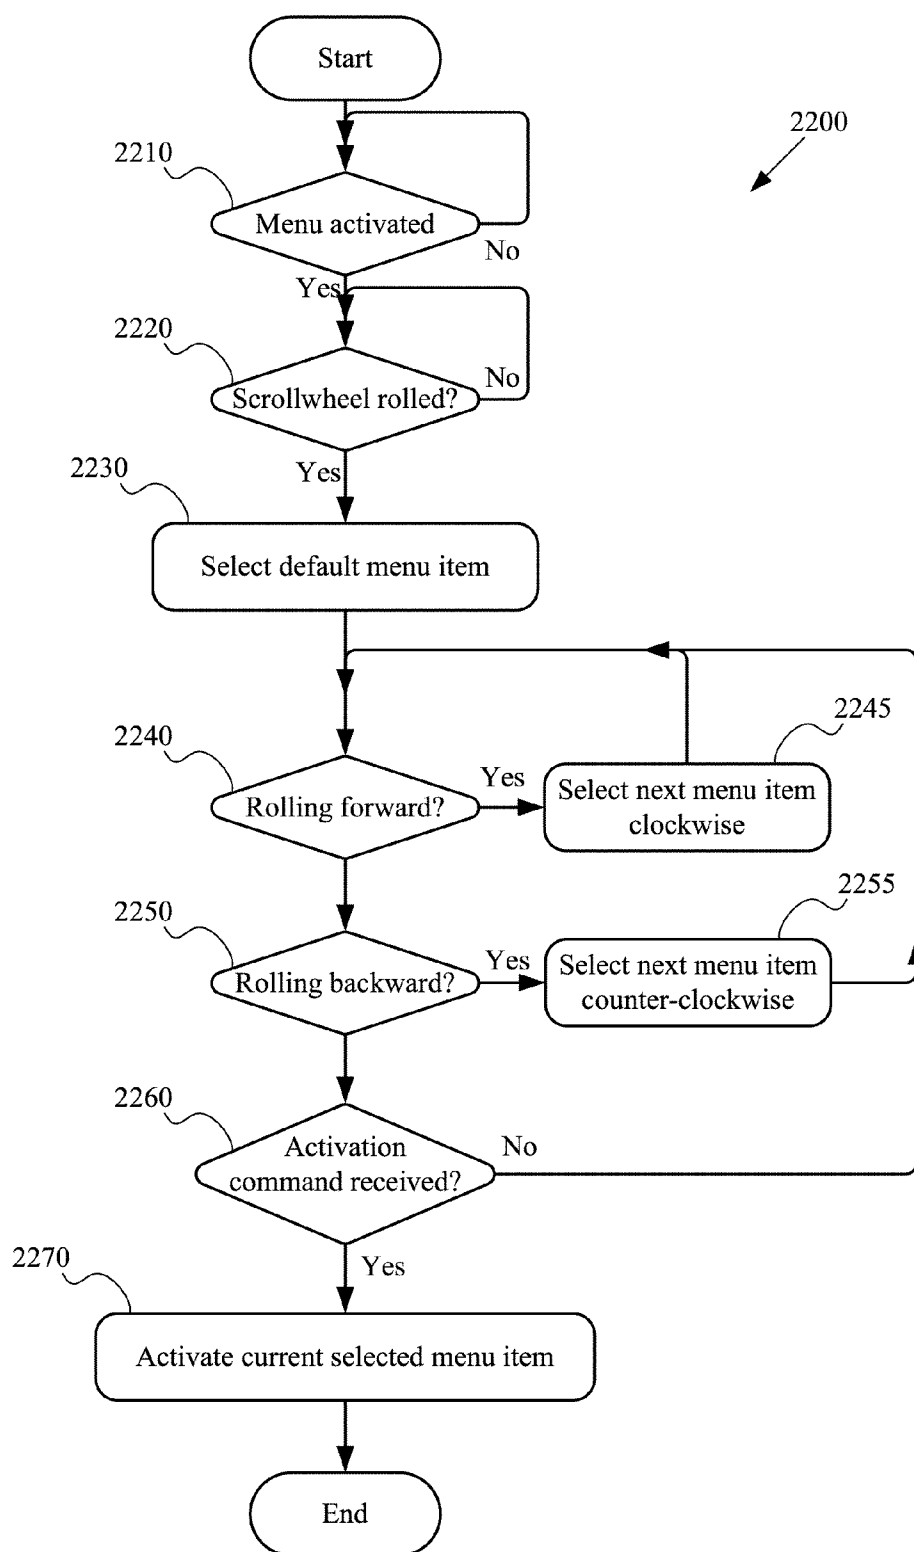 Start
2200
2210
Menu activated
No
Yes
2220
No
Scrollwheel rolled?
Yes
2230
Select default menu item
2245
2240
Yes
Select next menu item
clockwise
Rolling forward?
2255
2250
Yes
Select next menu item
counter-clockwise
Rolling backward?
2260
No
Activation
command received?
Yes
2270
Activate current selected menu item
End